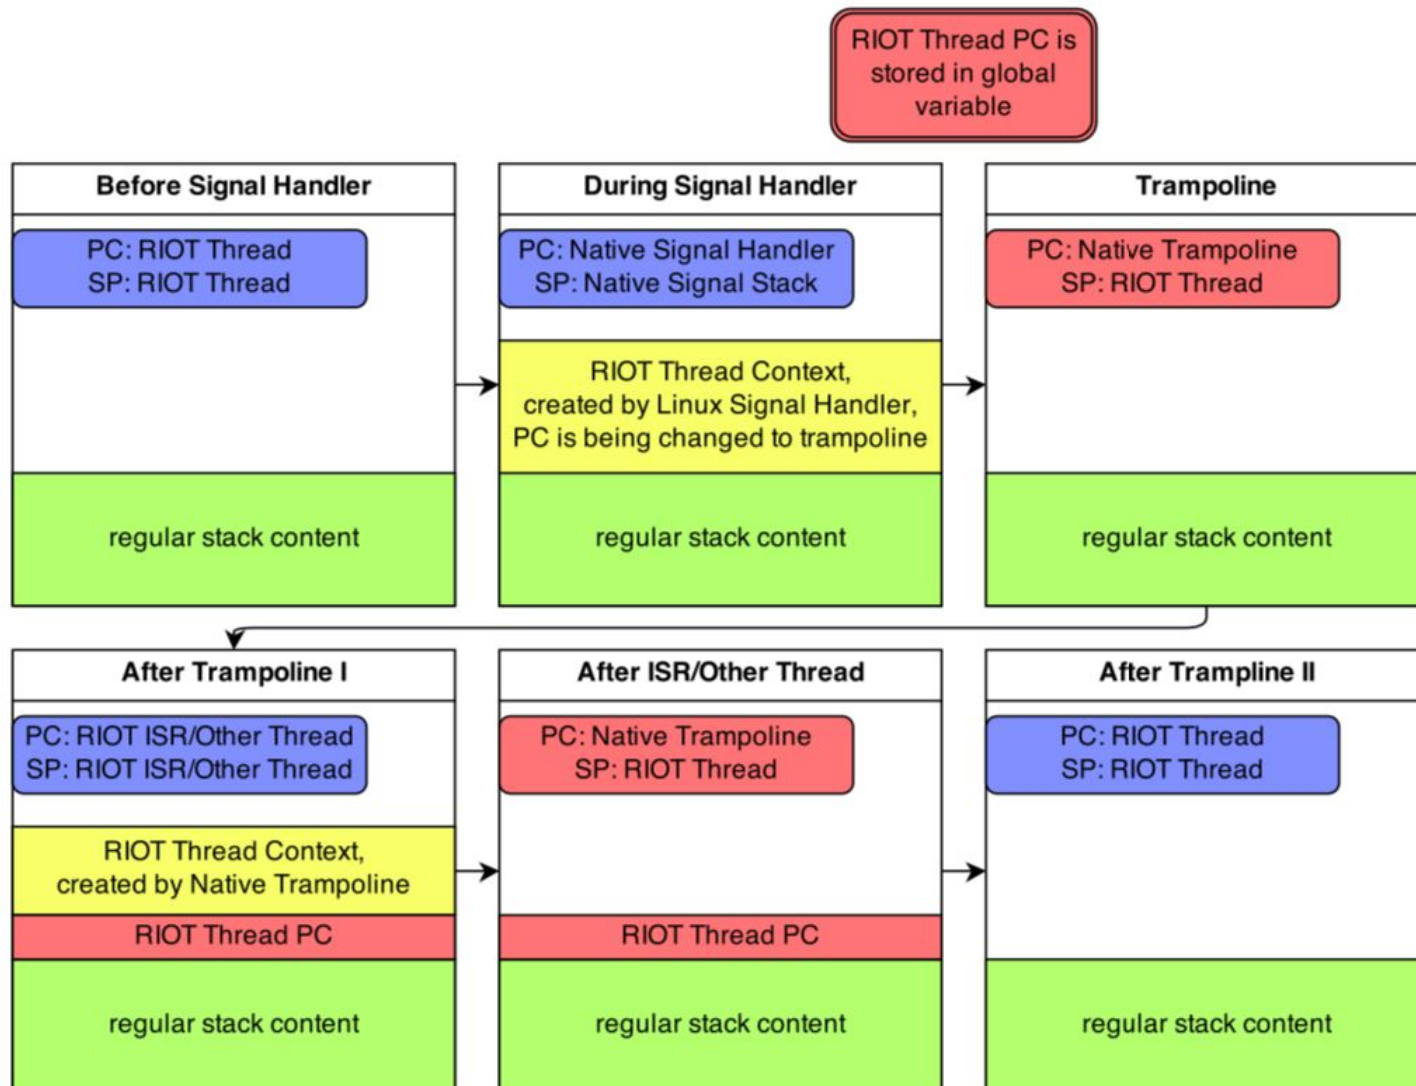 RIOT Thread PC is
stored in global
variable
Before Signal Handler
PC: RIOT Thread
SP: RIOT Thread
regular stack content
During Signal Handler
PC: Native Signal Handler
SP: Native Signal Stack
RIOT Thread Context,
created by Linux Signal Handler,
PC is being changed to trampoline
regular stack content
Trampoline
PC: Native Trampoline
SP: RIOT Thread
regular stack content
After Trampoline I
PC: RIOT ISR/Other Thread
SP: RIOT ISR/Other Thread
RIOT Thread Context,
created by Native Trampoline
RIOT Thread PC
regular stack content
After ISR/Other Thread
PC: Native Trampoline
SP: RIOT Thread
RIOT Thread PC
regular stack content
After Trampline II
PC: RIOT Thread
SP: RIOT Thread
regular stack content